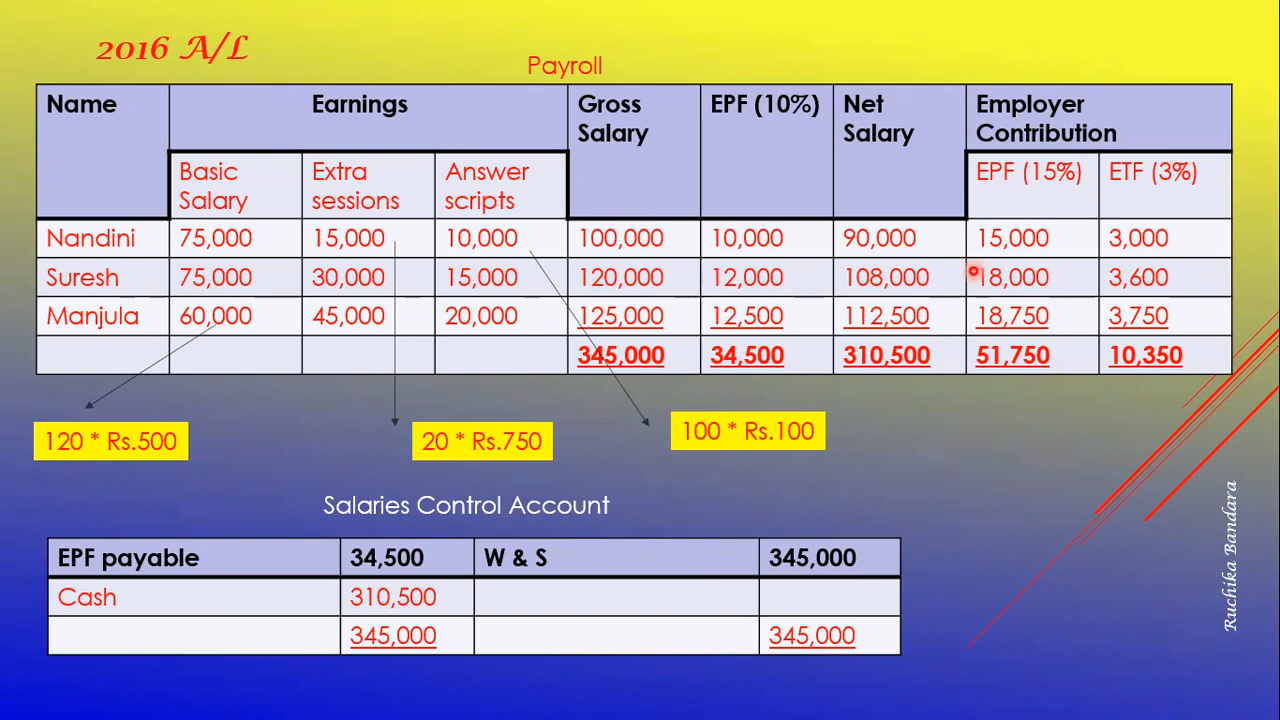 2016 A/L
Payroll
Name Earnings Gross Salary EPF (10%) Net Salary Employer Contribution
Basic Salary Extra sessions Answer scripts EPF (15%) ETF (3%)
Nandini 75,000 15,000 10,000 100,000 10,000 90,000 15,000 3,000
Suresh 75,000 30,000 15,000 120,000 12,000 108,000 18,000 3,600
Manjula 60,000 45,000 20,000 125,000 12,500 112,500 18,750 3,750
345,000 34,500 310,500 51,750 10,350
120 * Rs.500 20 * Rs.750 100 * Rs.100
Salaries Control Account
EPF payable 34,500 W & S 345,000
Cash 310,500
345,000 345,000
Ruchika Bandara